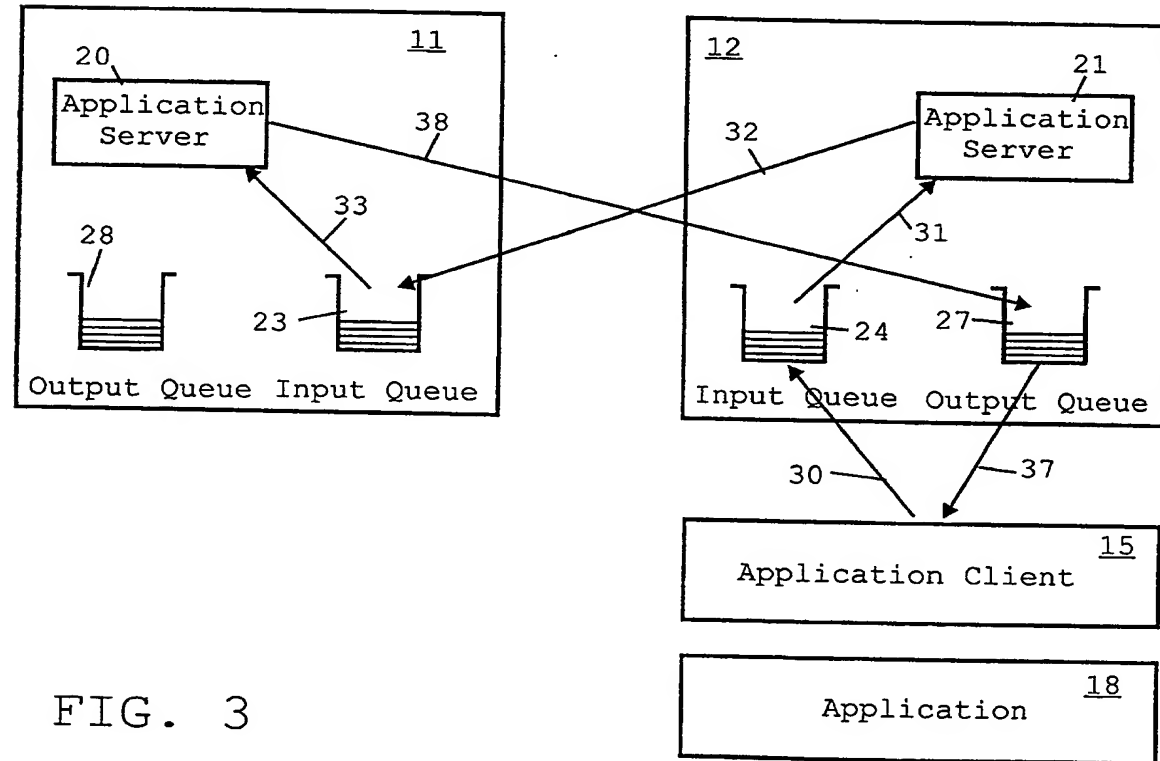 11
20
Application
Server
38
33
28
23
Output Queue
Input Queue
12
21
Application
Server
32
31
24
27
Input Queue
Output Queue
30
37
15
Application Client
18
Application
FIG. 3